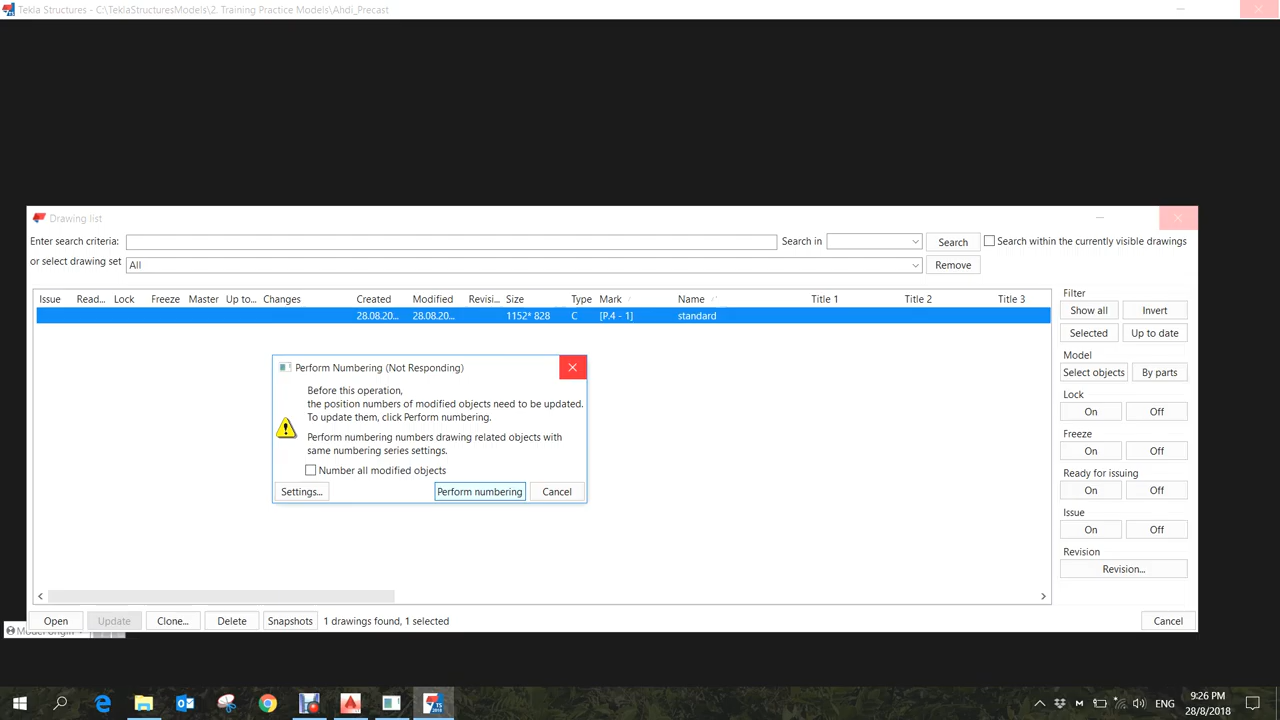 Tekla Structures - C:\TeklaStructuresModels\2. Training Practice Models\Ahdi_Precast
Drawing list
Enter search criteria:
Search in
Search
Search within the currently visible drawings
or select drawing set
All
Remove
Issue Read... Lock Freeze Master Up to... Changes Created Modified Revisi... Size Type Mark Name Title 1 Title 2 Title 3
28.08.20... 28.08.20... 1152* 828 C [P.4 - 1] standard
Filter
Show all Invert
Selected Up to date
Model
Select objects By parts
Lock
On Off
Freeze
On Off
Ready for issuing
On Off
Issue
On Off
Revision
Revision...
Perform Numbering (Not Responding)
Before this operation,
the position numbers of modified objects need to be updated.
To update them, click Perform numbering.
Perform numbering numbers drawing related objects with
same numbering series settings.
Number all modified objects
Settings... Perform numbering Cancel
Open Update Clone... Delete Snapshots 1 drawings found, 1 selected Cancel
Model Origin
TS
2018
ENG
9:26 PM
28/8/2018